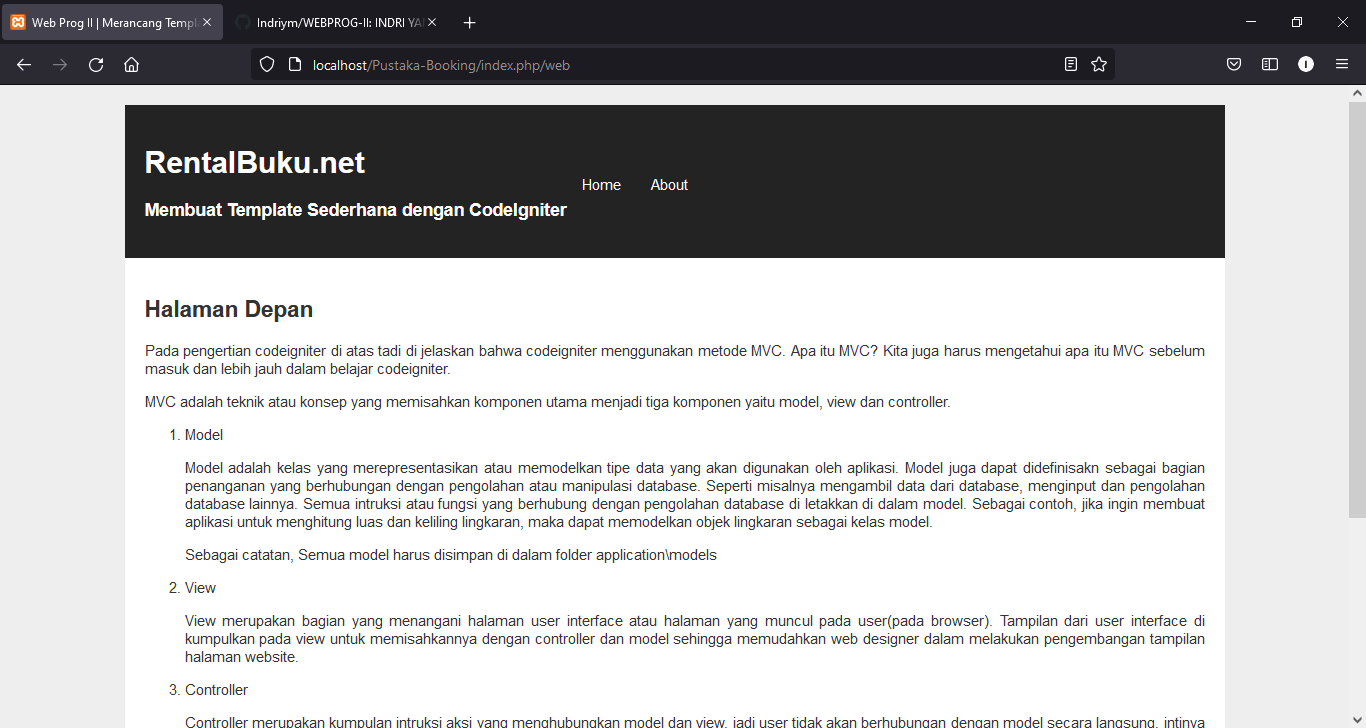 Web Prog II | Merancang Templ
Indriym/WEBPROG-II: INDRI YA
localhost/Pustaka-Booking/index.php/web
RentalBuku.net
Home About
Membuat Template Sederhana dengan CodeIgniter
Halaman Depan
Pada pengertian codeigniter di atas tadi di jelaskan bahwa codeigniter menggunakan metode MVC. Apa itu MVC? Kita juga harus mengetahui apa itu MVC sebelum
masuk dan lebih jauh dalam belajar codeigniter.
MVC adalah teknik atau konsep yang memisahkan komponen utama menjadi tiga komponen yaitu model, view dan controller.
1. Model
Model adalah kelas yang merepresentasikan atau memodelkan tipe data yang akan digunakan oleh aplikasi. Model juga dapat didefinisakn sebagai bagian
penanganan yang berhubungan dengan pengolahan atau manipulasi database. Seperti misalnya mengambil data dari database, menginput dan pengolahan
database lainnya. Semua intruksi atau fungsi yang berhubung dengan pengolahan database di letakkan di dalam model. Sebagai contoh, jika ingin membuat
aplikasi untuk menghitung luas dan keliling lingkaran, maka dapat memodelkan objek lingkaran sebagai kelas model.
Sebagai catatan, Semua model harus disimpan di dalam folder application\models
2. View
View merupakan bagian yang menangani halaman user interface atau halaman yang muncul pada user(pada browser). Tampilan dari user interface di
kumpulkan pada view untuk memisahkannya dengan controller dan model sehingga memudahkan web designer dalam melakukan pengembangan tampilan
halaman website.
3. Controller
Controller merupakan kumpulan intruksi aksi yang menghubungkan model dan view, jadi user tidak akan berhubungan dengan model secara langsung, intinya